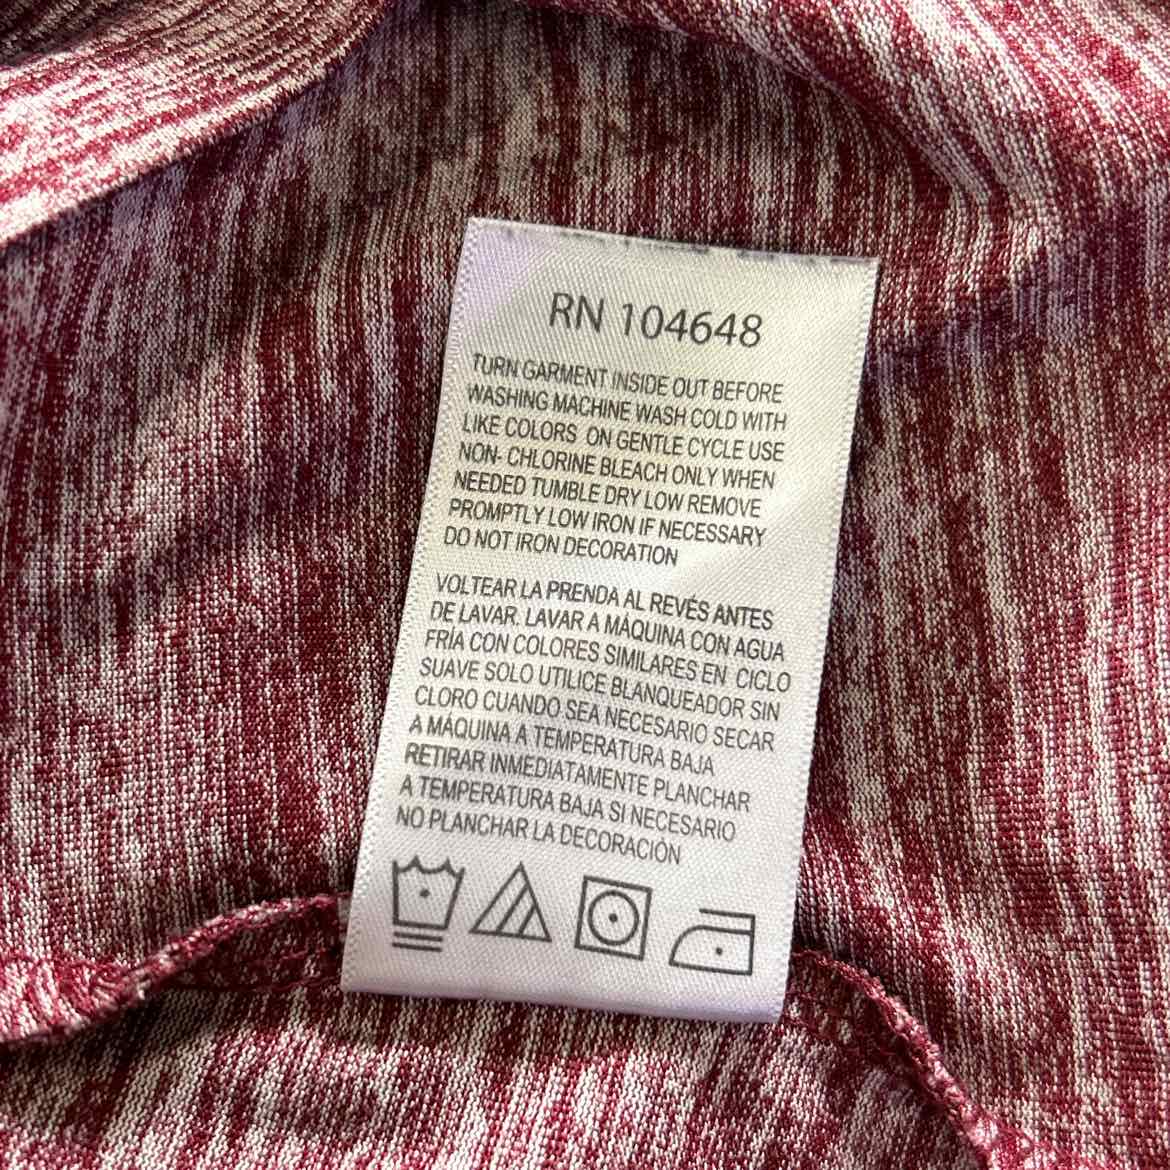 RN 104648
TURN GARMENT INSIDE OUT BEFORE
WASHING MACHINE WASH COLD WITH
LIKE COLORS ON GENTLE CYCLE USE
NON- CHLORINE BLEACH ONLY WHEN
NEEDED TUMBLE DRY LOW REMOVE
PROMPTLY LOW IRON IF NECESSARY
DO NOT IRON DECORATION
VOLTEAR LA PRENDA AL REVÉS ANTES
DE LAVAR. LAVAR A MÁQUINA CON AGUA
FRÍA CON COLORES SIMILARES EN CICLO
SUAVE SOLO UTILICE BLANQUEADOR SIN
CLORO CUANDO SEA NECESARIO SECAR
A MÁQUINA A TEMPERATURA BAJA
RETIRAR INMEDIATAMENTE PLANCHAR
A TEMPERATURA BAJA SI NECESARIO
NO PLANCHAR LA DECORACIÓN